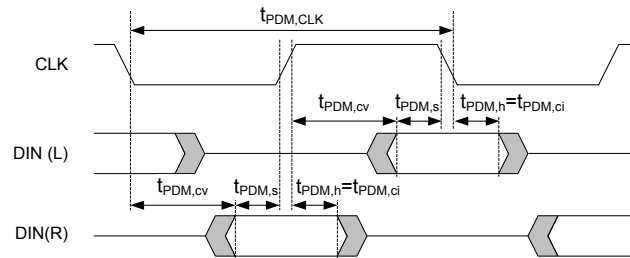 tPDM,CLK
CLK
tPDM,cv tPDM,s tPDM,h=tPDM,ci
DIN (L)
tPDM,cv tPDM,s tPDM,h=tPDM,ci
DIN(R)